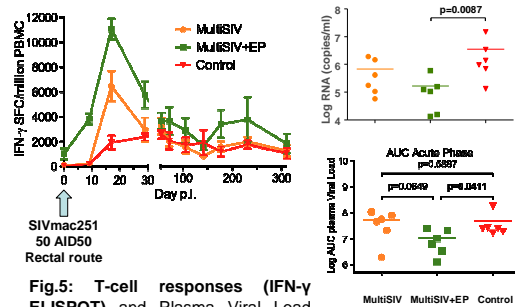 12000
10000
8000
6000
4000
2000
0
IFN-γ SFC/million PBMC
MultiSIV
MultiSIV+EP
Control
0 10 20 30 100 200 300
Day p.i.
SIVmac251
50 AID50
Rectal route
Fig.5: T-cell responses (IFN-γ
ELISPOT) and Plasma Viral Load
p=0.0087
8
7
6
5
4
Log RNA (copies/ml)
AUC Acute Phase
p=0.5887
p=0.0649 p=0.0411
10
9
8
7
6
Log AUC plasma Viral Load
MultiSIV MultiSIV+EP Control